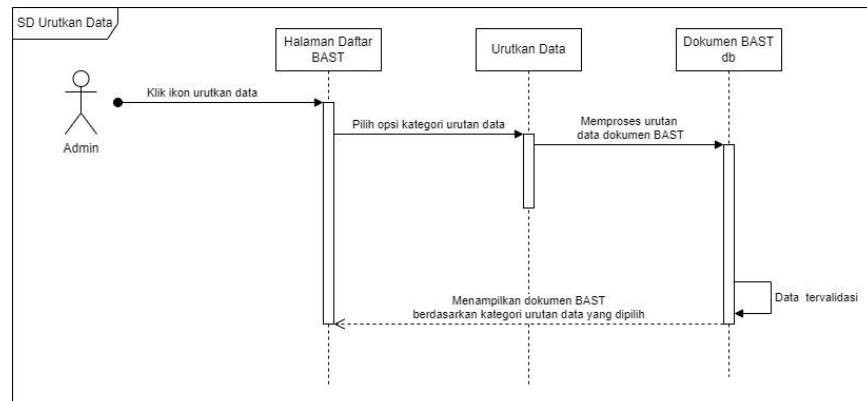 SD Urutkan Data
Halaman Daftar
BAST
Urutkan Data
Dokumen BAST
db
Klik ikon urutkan data
Admin
Pilih opsi kategori urutan data
Memproses urutan
data dokumen BAST
Data tervalidasi
Menampilkan dokumen BAST
berdasarkan kategori urutan data yang dipilih